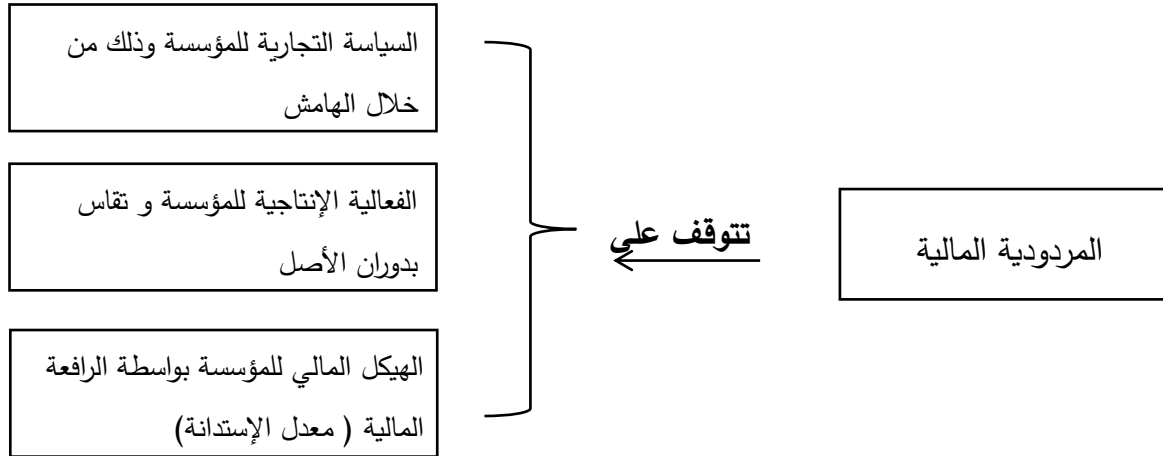 المردودية المالية
تتوقف على
السياسة التجارية للمؤسسة وذلك من
خلال الهامش
الفعالية الإنتاجية للمؤسسة و تقاس
بدوران الأصل
الهيكل المالي للمؤسسة بواسطة الرافعة
المالية ( معدل الإستدانة)